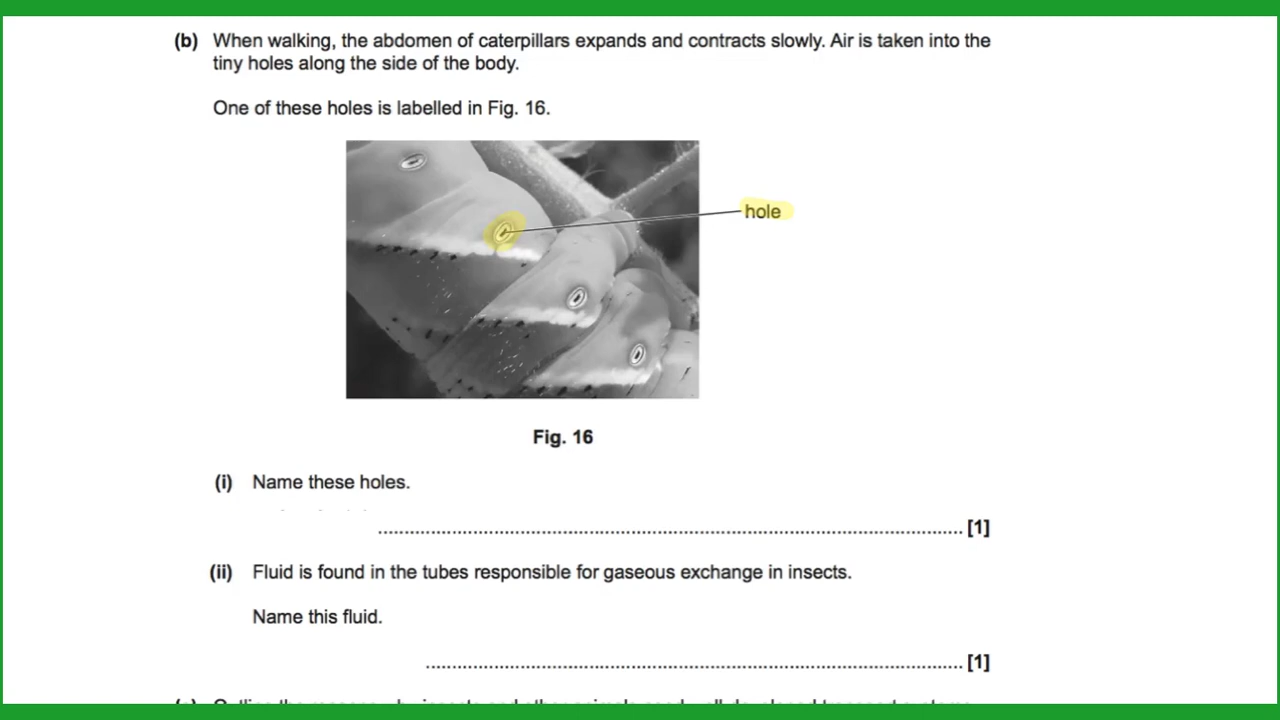 (b) When walking, the abdomen of caterpillars expands and contracts slowly. Air is taken into the
tiny holes along the side of the body.
One of these holes is labelled in Fig. 16.
hole
Fig. 16
(i) Name these holes.
[1]
(ii) Fluid is found in the tubes responsible for gaseous exchange in insects.
Name this fluid.
[1]